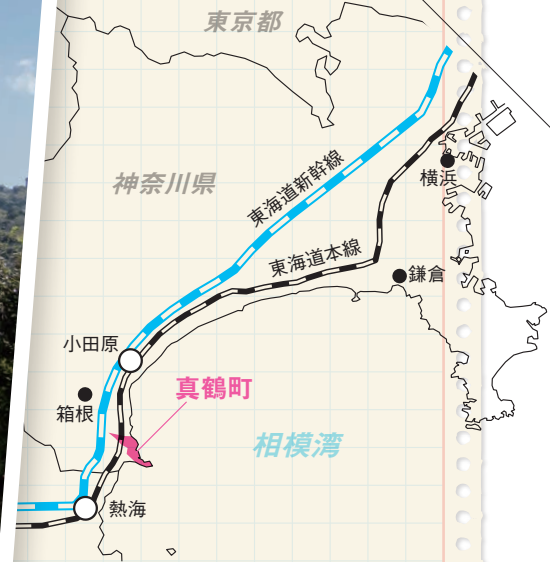 東京都
神奈川県
東海道新幹線
横浜
東海道本線
鎌倉
小田原
真鶴町
箱根
相模湾
熱海